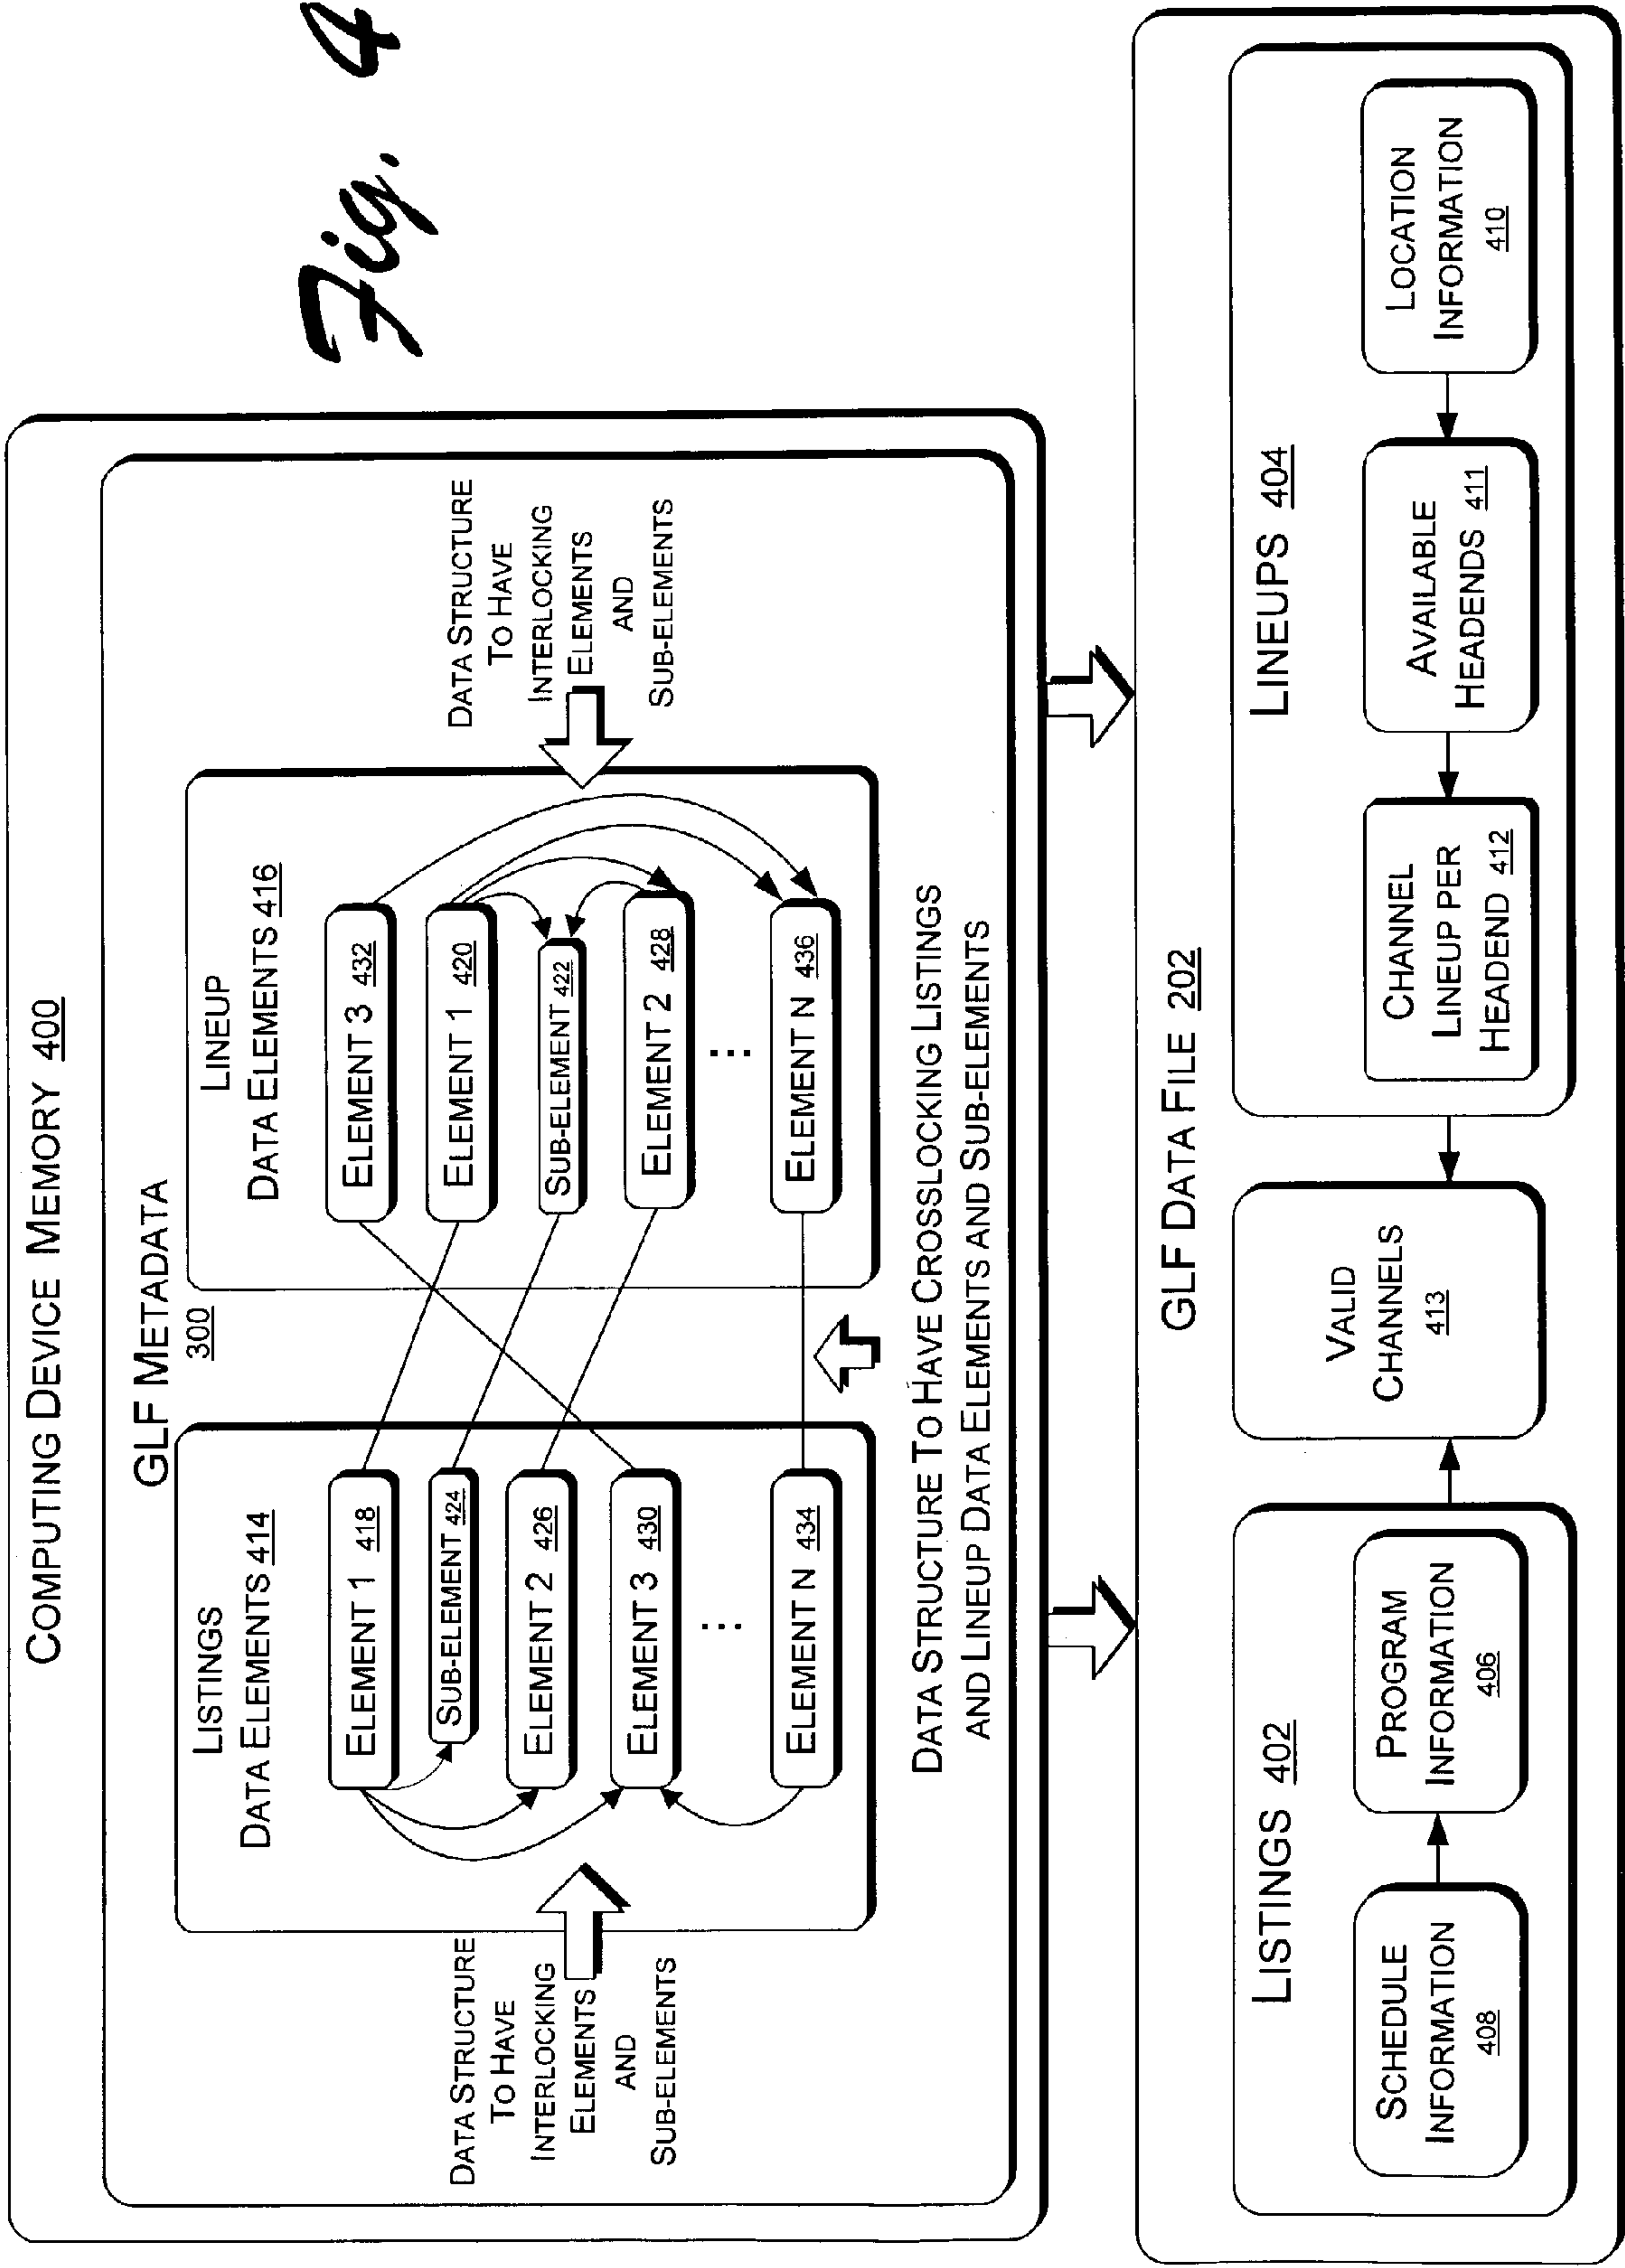 COMPUTING DEVICE MEMORY 400
GLF METADATA
300
LISTINGS
DATA ELEMENTS 414
ELEMENT 1 418
SUB-ELEMENT 424
ELEMENT 2 426
ELEMENT 3 430
...
ELEMENT N 434
LINEUP
DATA ELEMENTS 416
ELEMENT 3 432
ELEMENT 1 420
SUB-ELEMENT 422
ELEMENT 2 428
...
ELEMENT N 436
DATA STRUCTURE
TO HAVE
INTERLOCKING
ELEMENTS
AND
SUB-ELEMENTS
DATA STRUCTURE
TO HAVE
INTERLOCKING
ELEMENTS
AND
SUB-ELEMENTS
DATA STRUCTURE TO HAVE CROSSLOCKING LISTINGS
AND LINEUP DATA ELEMENTS AND SUB-ELEMENTS
GLF DATA FILE 202
LISTINGS 402
SCHEDULE
INFORMATION
408
PROGRAM
INFORMATION
406
VALID
CHANNELS
413
LINEUPS 404
CHANNEL
LINEUP PER
HEADEND 412
AVAILABLE
HEADENDS 411
LOCATION
INFORMATION
410
Fig. 4